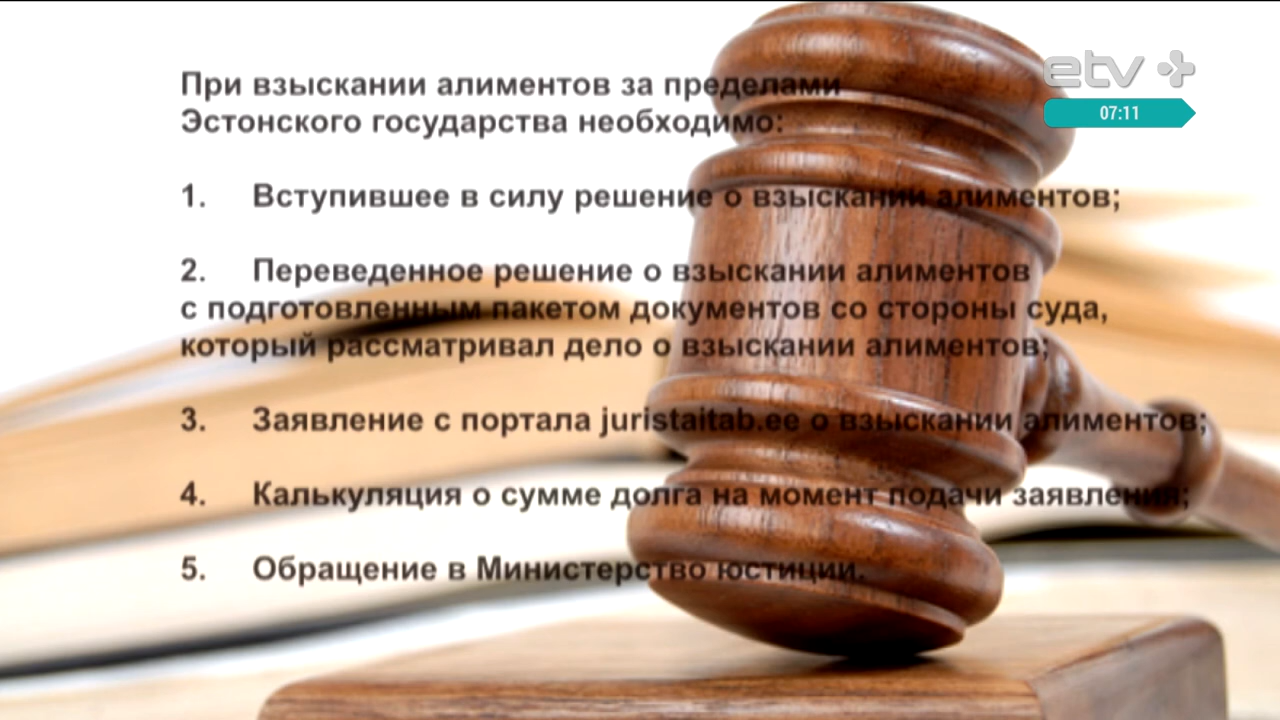 При взыскании алиментов за пределами
Эстонского государства необходимо:
1. Вступившее в силу решение о взыскании алиментов;
2. Переведенное решение о взыскании алиментов
с подготовленным пакетом документов со стороны суда,
который рассматривал дело о взыскании алиментов;
3. Заявление с портала juristaitab.ee о взыскании алиментов;
4. Калькуляция о сумме долга на момент подачи заявления;
5. Обращение в Министерство юстиции.
etv+
07:11